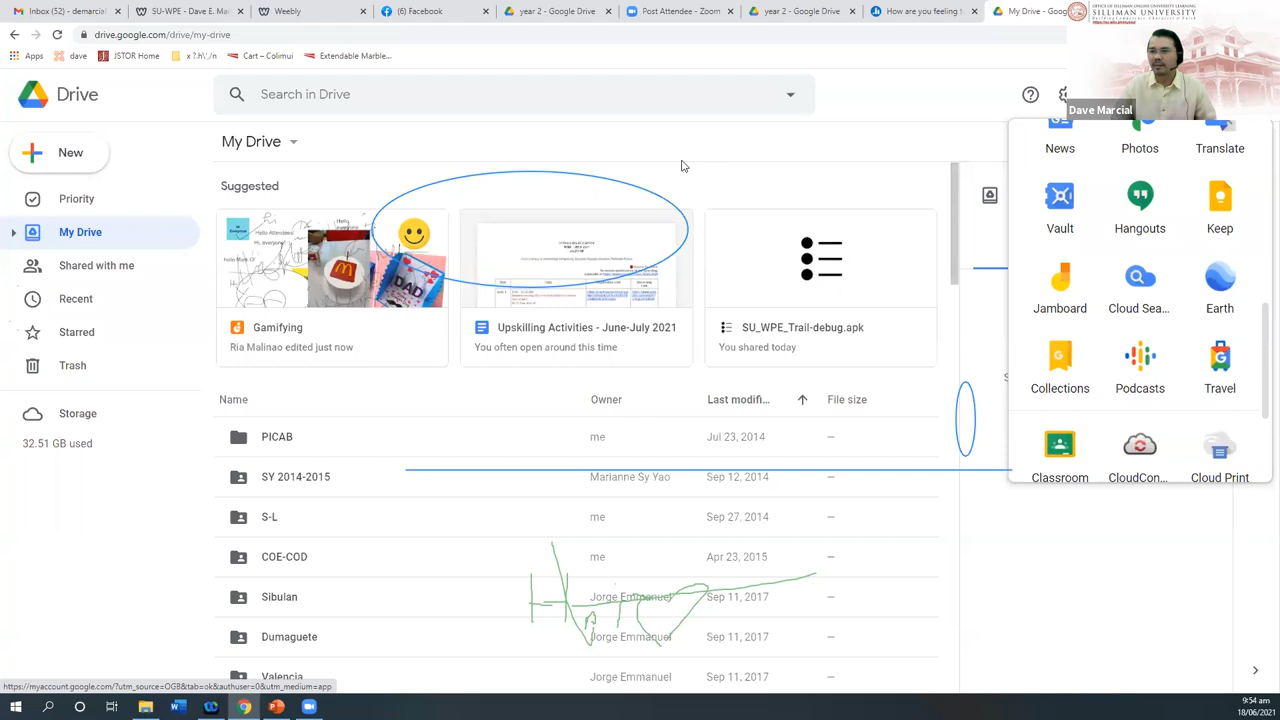 Inbox (52) - demarcial
SU-WPE - Dave E. Ma
Weebly
Facebook
year 2 - Google Drive
Post Attendee - Zoom
year 2 - Google Drive
How are you feeling t
My Drive - Goog
OFFICE OF SILLIMAN ONLINE UNIVERSITY LEARNING
SILLIMAN UNIVERSITY
drive.google.com/drive/my-drive
Apps
dave
JSTOR Home
Cart – Colimui
Extendable Marble...
Dave Marcial
Drive
Search in Drive
New
My Drive
News
Photos
Translate
Suggested
Priority
My Drive
Shared with me
Recent
Starred
Trash
Storage
32.51 GB used
Vault
Hangouts
Keep
Jamboard
Cloud Sea...
Earth
Collections
Podcasts
Travel
Classroom
CloudCon...
Cloud Print
DAD
Gamifying
Ria Malinao edited just now
Upskilling Activities - June-July 2021
You often open around this time
SU_WPE_Trail-debug.apk
You shared today
Name
Owner
Last modifi...
File size
PICAB
me
Jul 23, 2014
—
SY 2014-2015
Marianne Sy Yao
Sep 12, 2014
—
S-L
me
Sep 27, 2014
—
COE-COD
me
Apr 23, 2015
—
Sibulan
Jorge Emmanuel
Sep 11, 2017
—
Dumaguete
Jorge Emmanuel
Sep 11, 2017
—
Valencia
Jorge Emmanuel
Sep 11, 2017
—
https://myaccount.google.com/?utm_source=OGB&tab=ok&authuser=0&utm_medium=app
9:54 am
18/06/2021